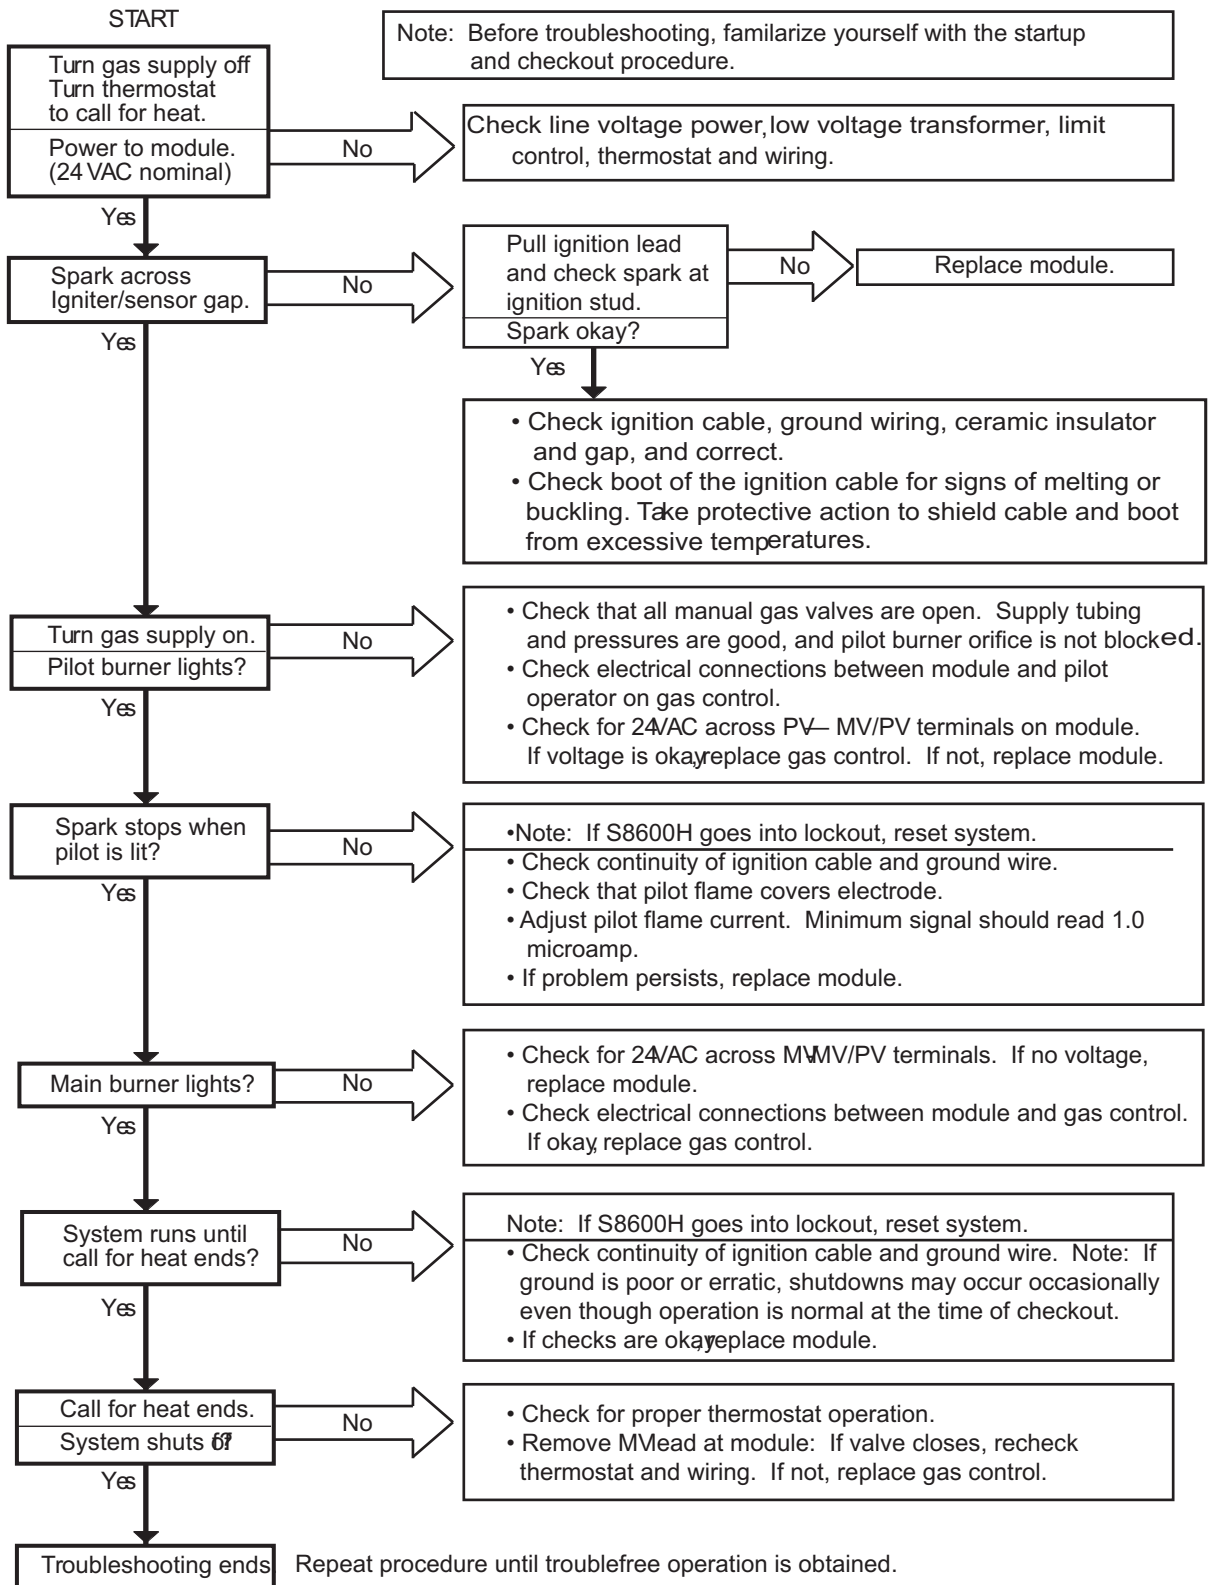 START
Note: Before troubleshooting, familarize yourself with the startup
and checkout procedure.
Turn gas supply off
Turn thermostat
to call for heat.
Power to module.
(24 VAC nominal)
No
Check line voltage power, low voltage transformer, limit
control, thermostat and wiring.
Yes
Spark across
Igniter/sensor gap.
No
Pull ignition lead
and check spark at
ignition stud.
Spark okay?
No
Replace module.
Yes
Yes
• Check ignition cable, ground wiring, ceramic insulator
and gap, and correct.
• Check boot of the ignition cable for signs of melting or
buckling. Take protective action to shield cable and boot
from excessive temperatures.
Turn gas supply on.
Pilot burner lights?
No
• Check that all manual gas valves are open. Supply tubing
and pressures are good, and pilot burner orifice is not blocked.
• Check electrical connections between module and pilot
operator on gas control.
• Check for 24VAC across PV— MV/PV terminals on module.
If voltage is okay, replace gas control. If not, replace module.
Yes
Spark stops when
pilot is lit?
No
•Note: If S8600H goes into lockout, reset system.
• Check continuity of ignition cable and ground wire.
• Check that pilot flame covers electrode.
• Adjust pilot flame current. Minimum signal should read 1.0
microamp.
• If problem persists, replace module.
Yes
Main burner lights?
No
• Check for 24VAC across MV-MV/PV terminals. If no voltage,
replace module.
• Check electrical connections between module and gas control.
If okay, replace gas control.
Yes
System runs until
call for heat ends?
No
Note: If S8600H goes into lockout, reset system.
• Check continuity of ignition cable and ground wire. Note: If
ground is poor or erratic, shutdowns may occur occasionally
even though operation is normal at the time of checkout.
• If checks are okay, replace module.
Yes
Call for heat ends.
System shuts off?
No
• Check for proper thermostat operation.
• Remove MV lead at module: If valve closes, recheck
thermostat and wiring. If not, replace gas control.
Yes
Troubleshooting ends. Repeat procedure until troublefree operation is obtained.